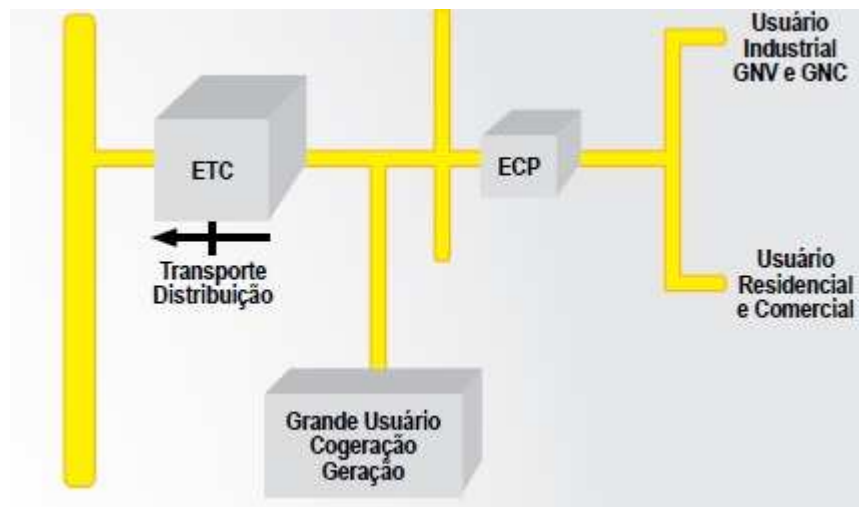 Usuário
Industrial
GNV e GNC
ETC
ECP
Transporte
Distribuição
Usuário
Residencial
e Comercial
Grande Usuário
Cogeração
Geração